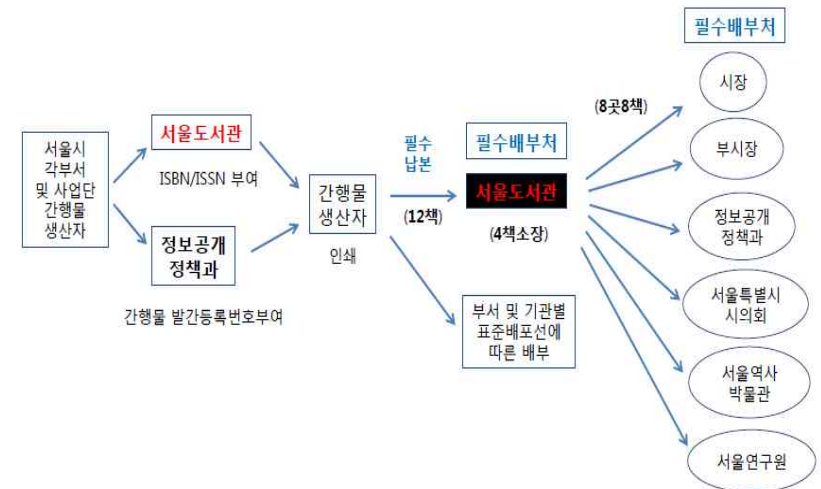 서울시
각부서
및 사업단
간행물
생산자
서울도서관
ISBN/ISSN 부여
정보공개
정책과
간행물 발간등록번호부여
간행물
생산자
인쇄
필수
납본
(12책)
필수배부처
서울도서관
(4책소장)
부서 및 기관별
표준배포선에
따른 배부
(8곳8책)
필수배부처
시장
부시장
정보공개
정책과
서울특별시
시의회
서울역사
박물관
서울연구원